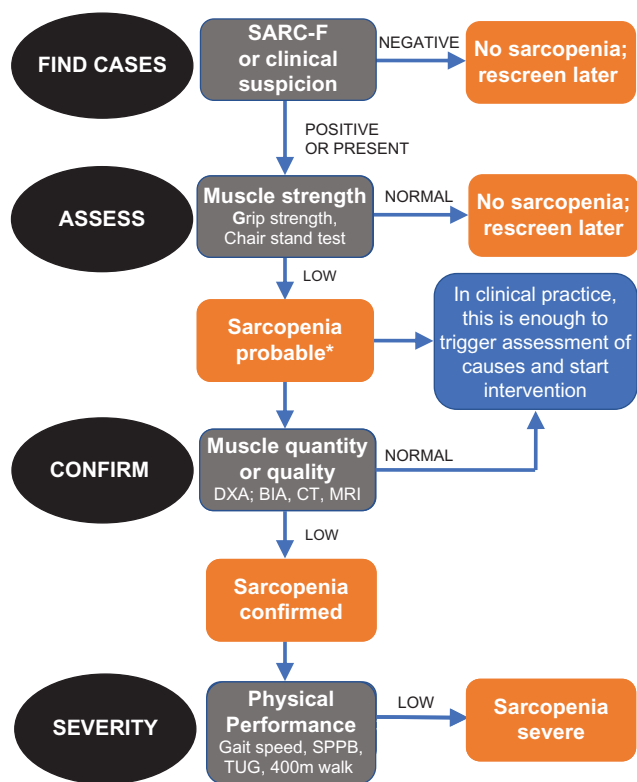 FIND CASES
SARC-F
or clinical
suspicion
NEGATIVE
No sarcopenia;
rescreen later
POSITIVE
OR PRESENT
ASSESS
Muscle strength
Grip strength,
Chair stand test
NORMAL
No sarcopenia;
rescreen later
LOW
Sarcopenia
probable*
In clinical practice,
this is enough to
trigger assessment of
causes and start
intervention
CONFIRM
Muscle quantity
or quality
DXA; BIA, CT, MRI
NORMAL
LOW
Sarcopenia
confirmed
SEVERITY
Physical
Performance
Gait speed, SPPB,
TUG, 400m walk
LOW
Sarcopenia
severe